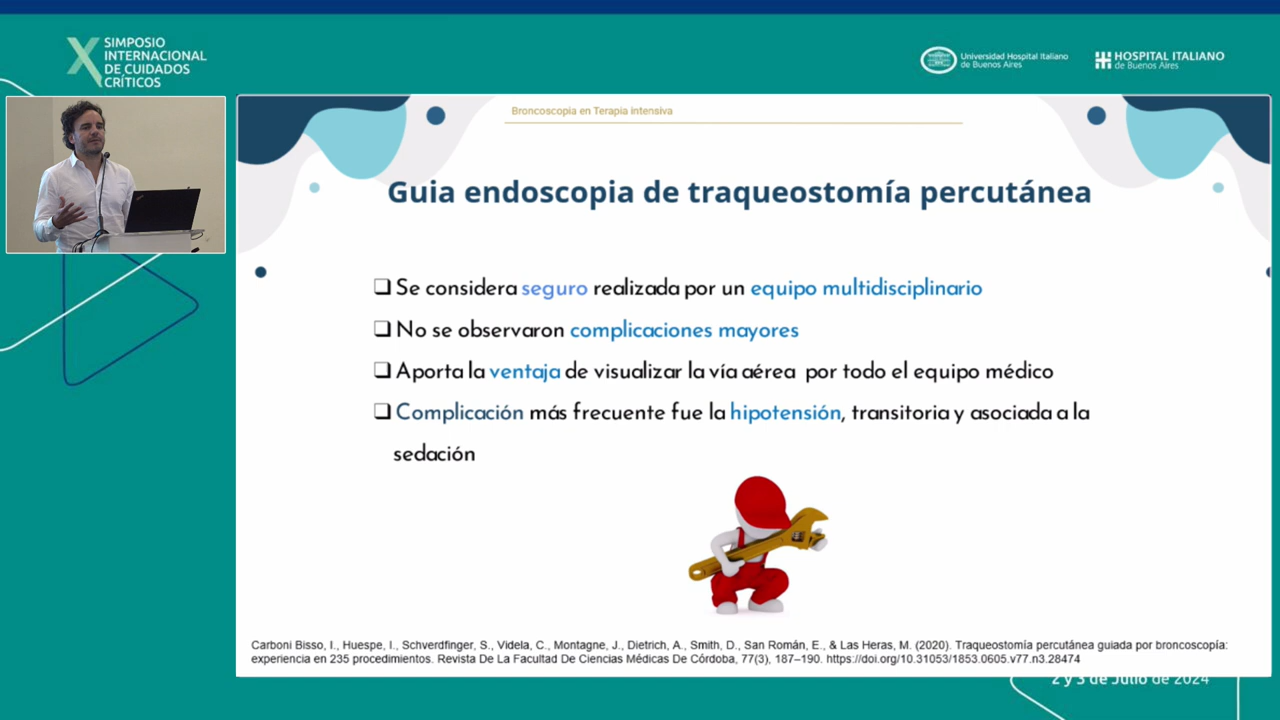 X SIMPOSIO
INTERNACIONAL
DE CUIDADOS
CRÍTICOS
Universidad Hospital Italiano
de Buenos Aires
HOSPITAL ITALIANO
de Buenos Aires
Broncoscopia en Terapia intensiva
Guia endoscopia de traqueostomía percutánea
❑ Se considera seguro realizada por un equipo multidisciplinario
❑ No se observaron complicaciones mayores
❑ Aporta la ventaja de visualizar la vía aérea por todo el equipo médico
❑ Complicación más frecuente fue la hipotensión, transitoria y asociada a la
sedación
Carboni Bisso, I., Huespe, I., Schverdfinger, S., Videla, C., Montagne, J., Dietrich, A., Smith, D., San Román, E., & Las Heras, M. (2020). Traqueostomía percutánea guiada por broncoscopía:
experiencia en 235 procedimientos. Revista De La Facultad De Ciencias Médicas De Córdoba, 77(3), 187–190. https://doi.org/10.31053/1853.0605.v77.n3.28474
2 y 3 de Julio de 2024